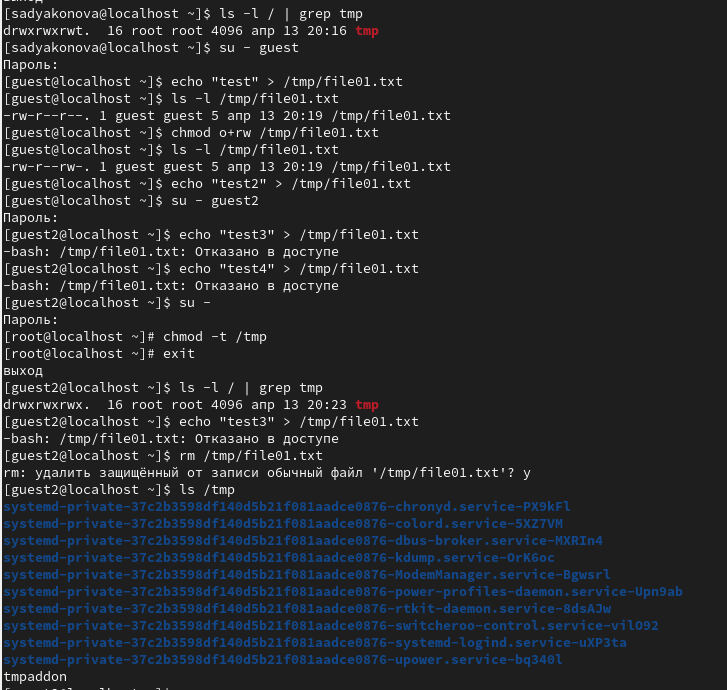 [sadyakonova@localhost ~]$ ls -l / | grep tmp
drwxrwxrwt.  16 root root 4096 апр 13 20:16 tmp
[sadyakonova@localhost ~]$ su - guest
Пароль:
[guest@localhost ~]$ echo "test" > /tmp/file01.txt
[guest@localhost ~]$ ls -l /tmp/file01.txt
-rw-r--r--. 1 guest guest 5 апр 13 20:19 /tmp/file01.txt
[guest@localhost ~]$ chmod o+rw /tmp/file01.txt
[guest@localhost ~]$ ls -l /tmp/file01.txt
-rw-r--rw-. 1 guest guest 5 апр 13 20:19 /tmp/file01.txt
[guest@localhost ~]$ echo "test2" > /tmp/file01.txt
[guest@localhost ~]$ su - guest2
Пароль:
[guest2@localhost ~]$ echo "test3" > /tmp/file01.txt
-bash: /tmp/file01.txt: Отказано в доступе
[guest2@localhost ~]$ echo "test4" > /tmp/file01.txt
-bash: /tmp/file01.txt: Отказано в доступе
[guest2@localhost ~]$ su -
Пароль:
[root@localhost ~]# chmod -t /tmp
[root@localhost ~]# exit
выход
[guest2@localhost ~]$ ls -l / | grep tmp
drwxrwxrwx.  16 root root 4096 апр 13 20:23 tmp
[guest2@localhost ~]$ echo "test3" > /tmp/file01.txt
-bash: /tmp/file01.txt: Отказано в доступе
[guest2@localhost ~]$ rm /tmp/file01.txt
rm: удалить защищённый от записи обычный файл '/tmp/file01.txt'? y
[guest2@localhost ~]$ ls /tmp
systemd-private-37c2b3598df140d5b21f081aadce0876-chronyd.service-PX9kFl
systemd-private-37c2b3598df140d5b21f081aadce0876-colord.service-5XZ7VM
systemd-private-37c2b3598df140d5b21f081aadce0876-dbus-broker.service-MXRIn4
systemd-private-37c2b3598df140d5b21f081aadce0876-kdump.service-OrK6oc
systemd-private-37c2b3598df140d5b21f081aadce0876-ModemManager.service-Bgwsrl
systemd-private-37c2b3598df140d5b21f081aadce0876-power-profiles-daemon.service-Upn9ab
systemd-private-37c2b3598df140d5b21f081aadce0876-rtkit-daemon.service-8dsAJw
systemd-private-37c2b3598df140d5b21f081aadce0876-switcheroo-control.service-vilO92
systemd-private-37c2b3598df140d5b21f081aadce0876-systemd-logind.service-uXP3ta
systemd-private-37c2b3598df140d5b21f081aadce0876-upower.service-bq340l
tmpaddon